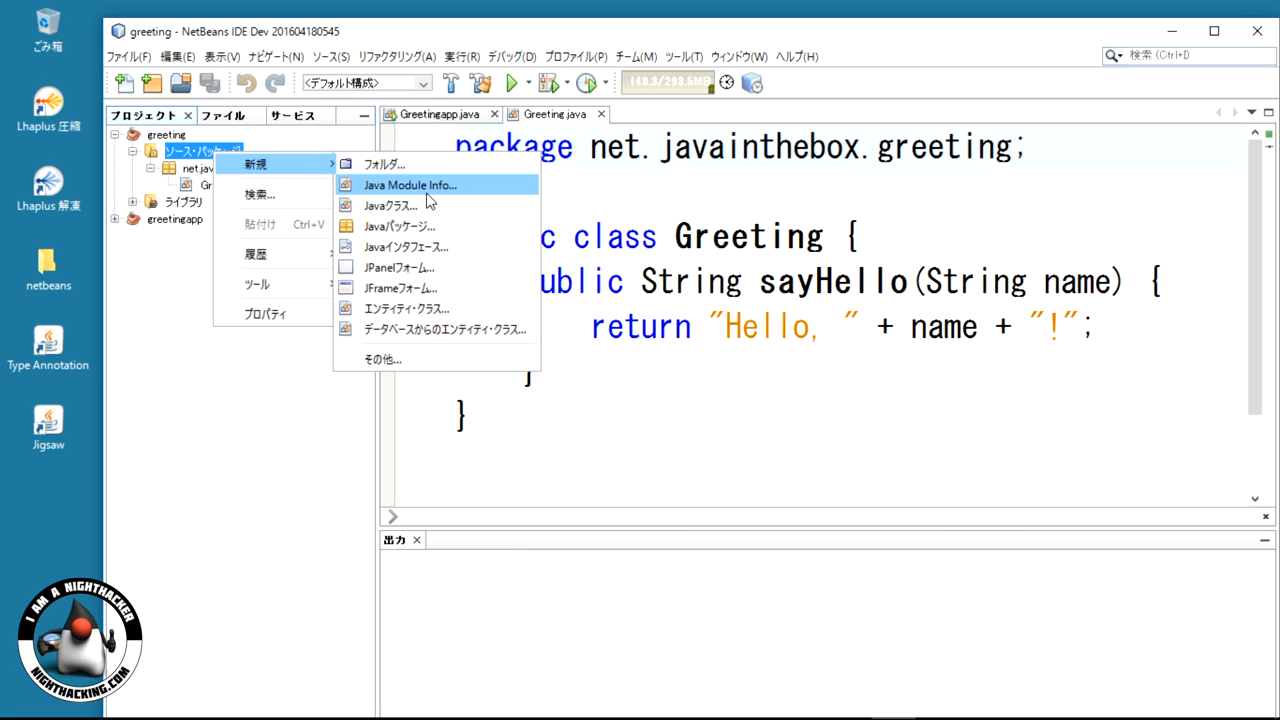 ごみ箱
Lhaplus 圧縮
Lhaplus 解凍
netbeans
Type Annotation
Jigsaw
greeting - NetBeans IDE Dev 201604180545
ファイル(F) 編集(E) 表示(V) ナビゲート(N) ソース(S) リファクタリング(A) 実行(R) デバッグ(D) プロファイル(P) チーム(M) ツール(T) ウィンドウ(W) ヘルプ(H)
検索 (Ctrl+I)
<デフォルト構成>
140.3/293.5MB
プロジェクト ファイル サービス
greeting
ソース・パッケージ
net.jav
Gr
ライブラリ
greetingapp
新規
検索...
貼付け Ctrl+V
履歴
ツール
プロパティ
フォルダ...
Java Module Info...
Javaクラス...
Javaパッケージ...
Javaインタフェース...
JPanelフォーム...
JFrameフォーム...
エンティティ・クラス...
データベースからのエンティティ・クラス...
その他...
Greetingapp.java Greeting.java
package net.javainthebox.greeting;
c class Greeting {
ublic String sayHello(String name) {
return "Hello, " + name + "!";
}
}
出力
I AM A NIGHTHACKER
NIGHTHACKING.COM